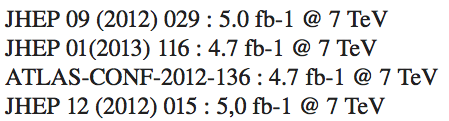 JHEP 09 (2012) 029 : 5.0 fb-1 @ 7 TeV
JHEP 01(2013) 116 : 4.7 fb-1 @ 7 TeV
ATLAS-CONF-2012-136 : 4.7 fb-1 @ 7 TeV
JHEP 12 (2012) 015 : 5,0 fb-1 @ 7 TeV